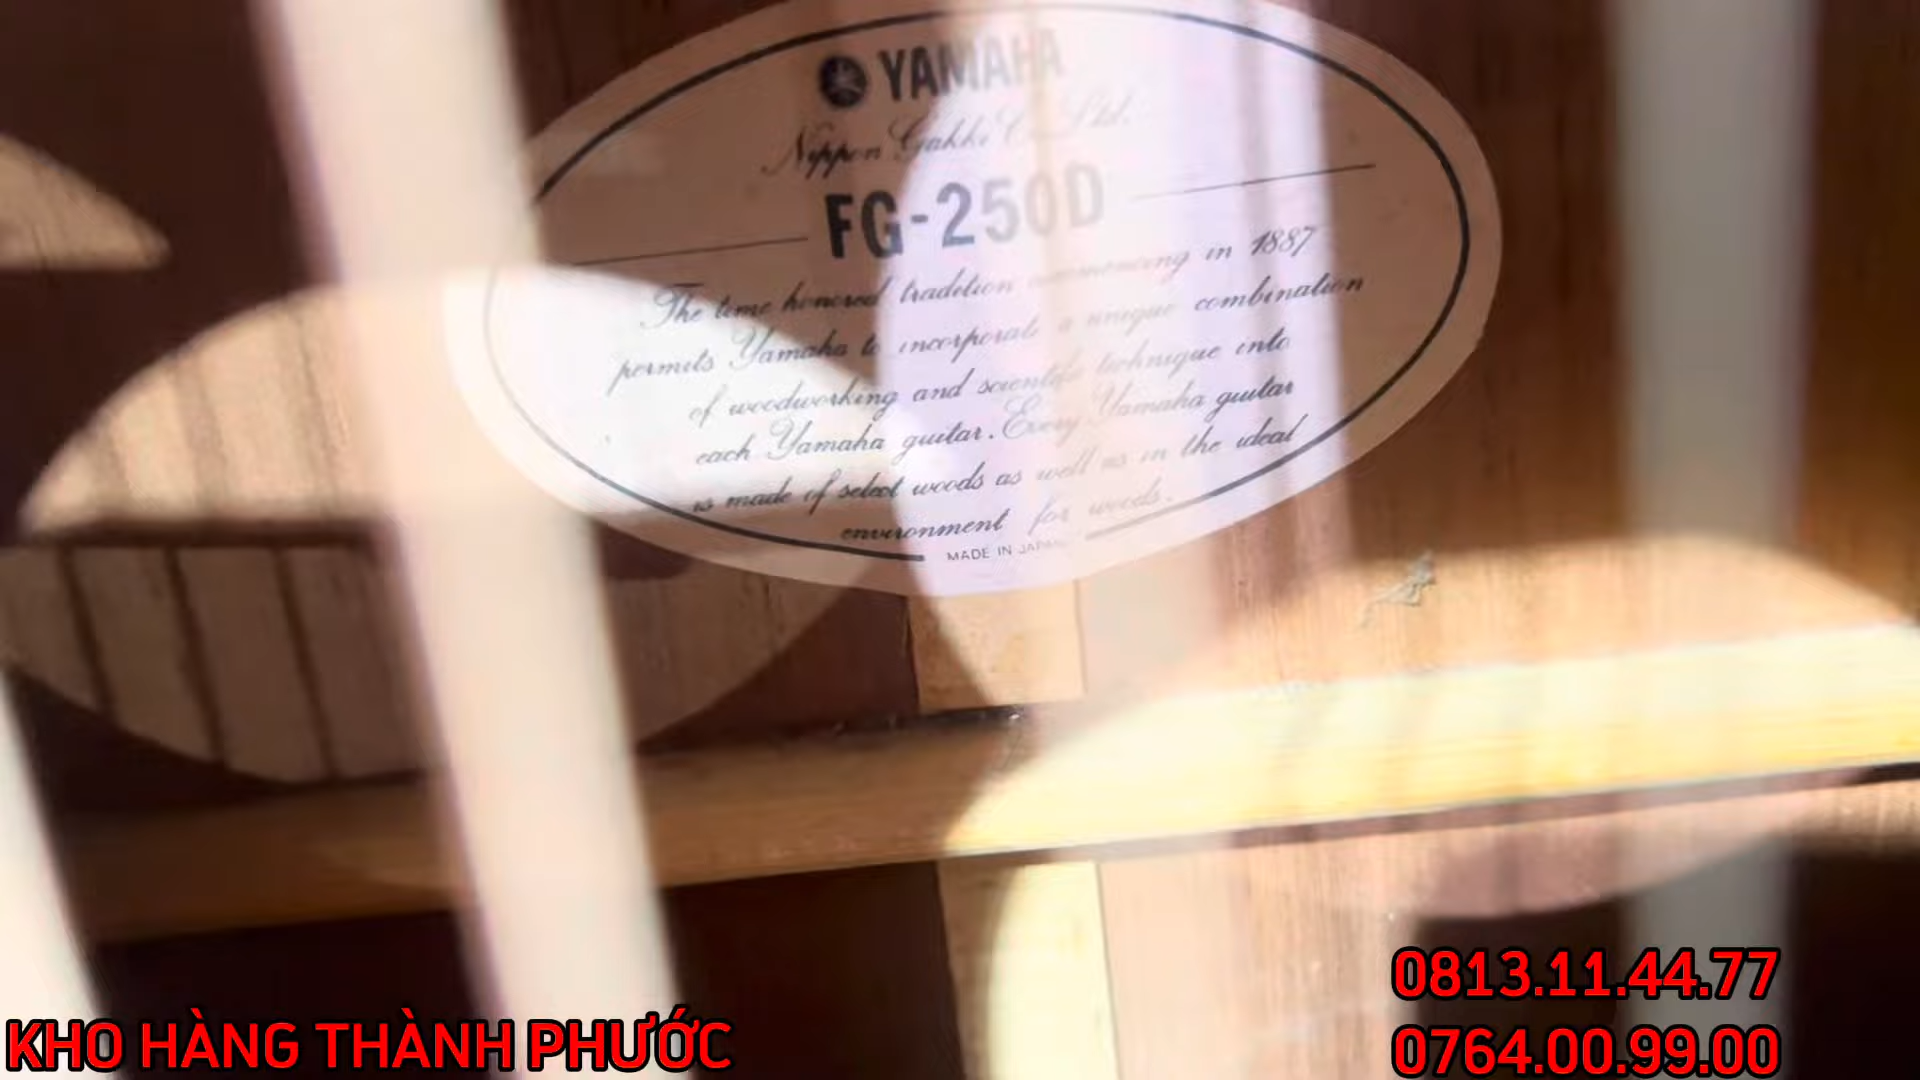 YAMAHA
Nippon Gakki Co. Ltd.
FG-250D
The time honored tradition commencing in 1887
permits Yamaha to incorporate a unique combination
of woodworking and scientific technique into
each Yamaha guitar. Every Yamaha guitar
is made of select woods as well as in the ideal
environment for woods.
MADE IN JAPAN
KHO HÀNG THÀNH PHƯỚC
0813.11.44.77
0764.00.99.00